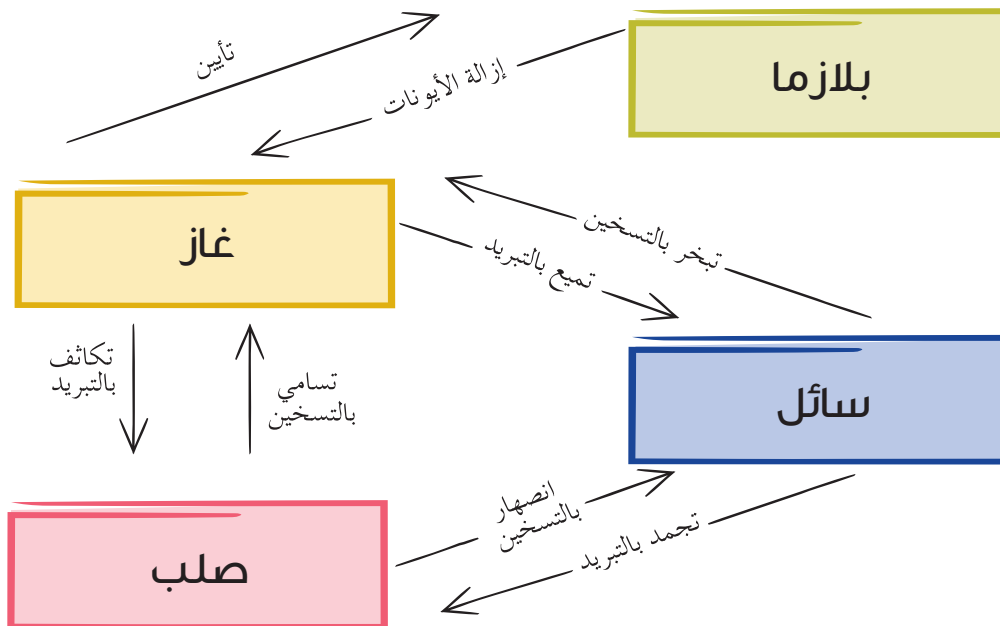 بلازما
تأيين
إزالة الأيونات
غاز
تبخر بالتسخين
تميع بالتبريد
سائل
تكاثف
بالتبريد
تسامي
بالتسخين
انصهار
بالتسخين
تجمد بالتبريد
صلب